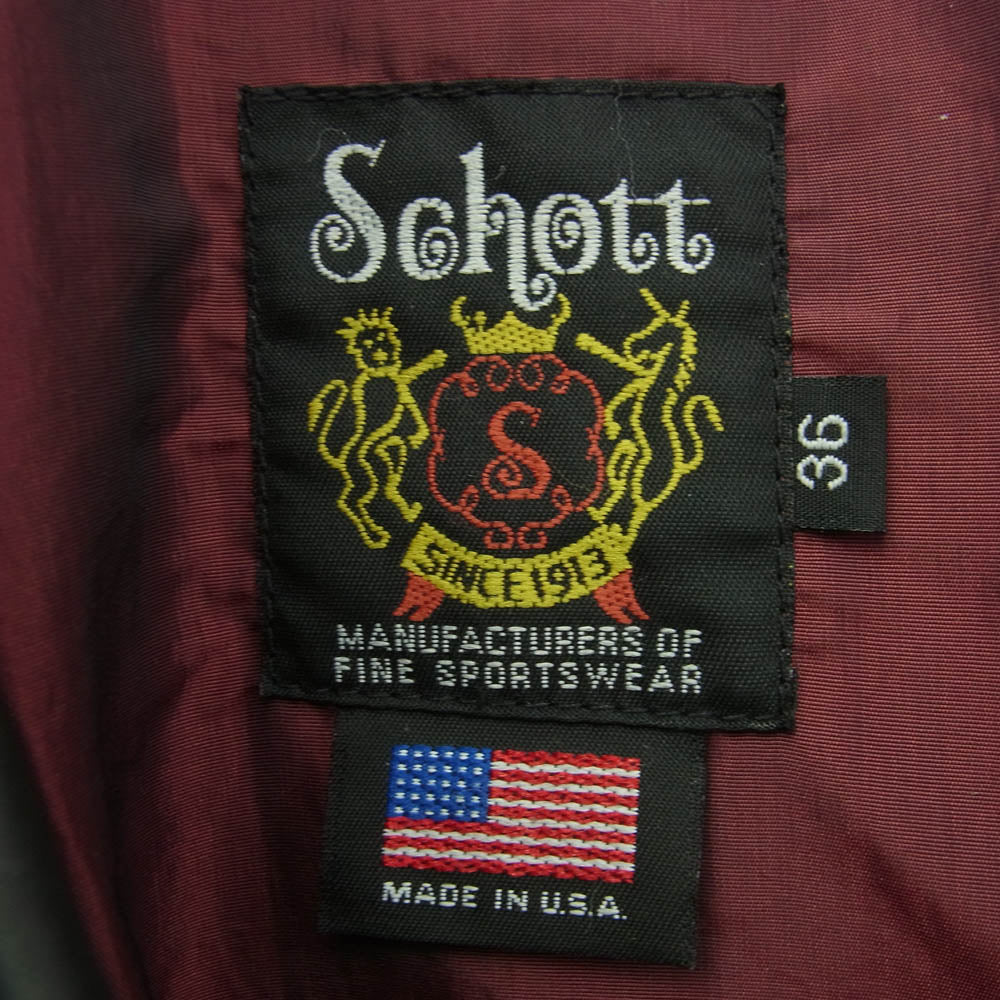 Schott
S
SINCE 1913
MANUFACTURERS OF
FINE SPORTSWEAR
36
MADE IN U.S.A.